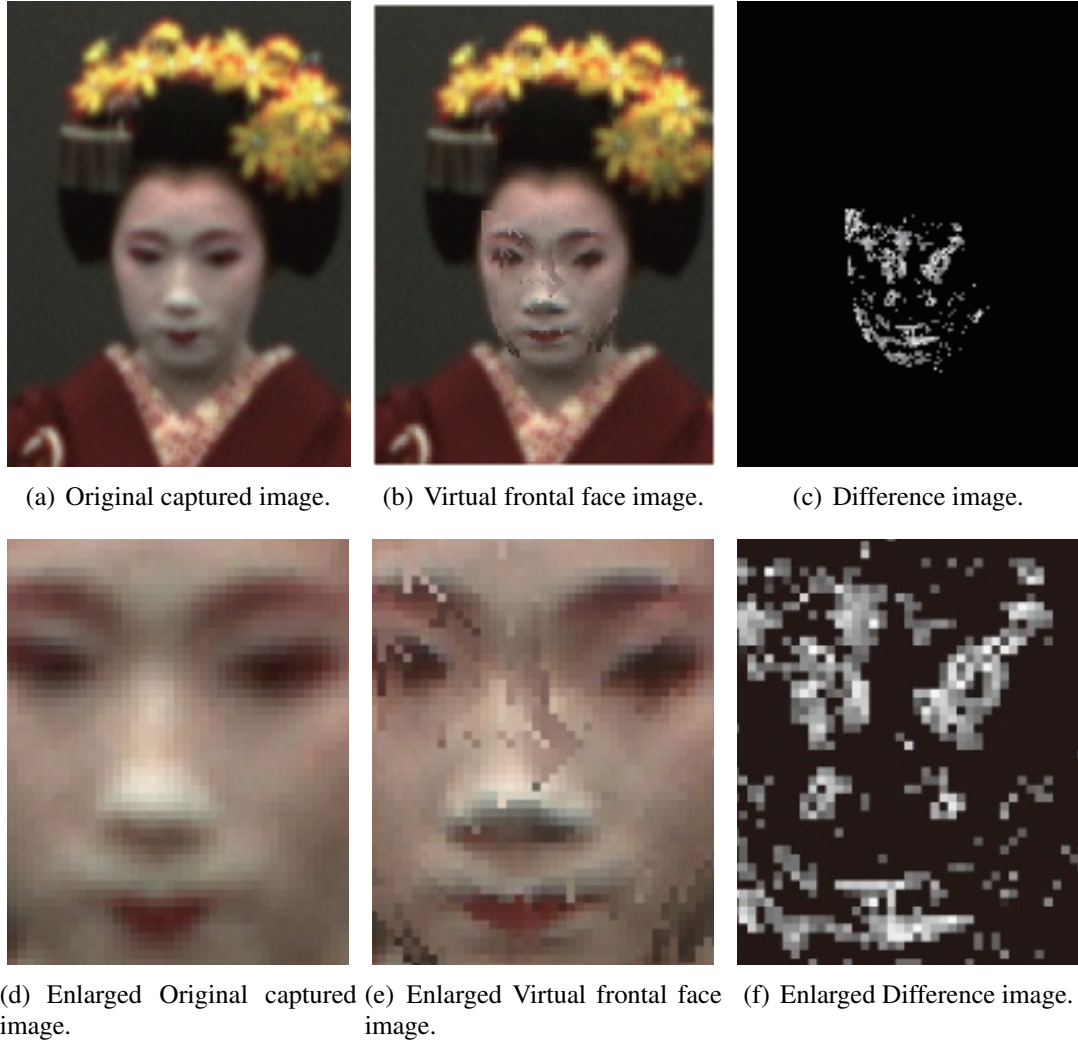 (a) Original captured image.
(b) Virtual frontal face image.
(c) Difference image.
(d) Enlarged Original captured
image.
(e) Enlarged Virtual frontal face
image.
(f) Enlarged Difference image.